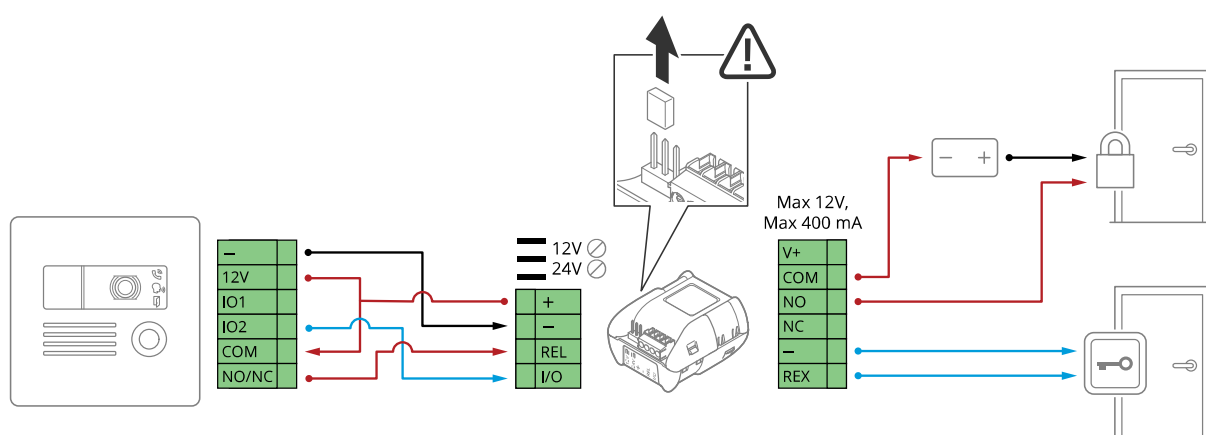 –
12V
IO1
IO2
COM
NO/NC
12V
24V
+
–
REL
I/O
– +
Max 12V,
Max 400 mA
V+
COM
NO
NC
–
REX